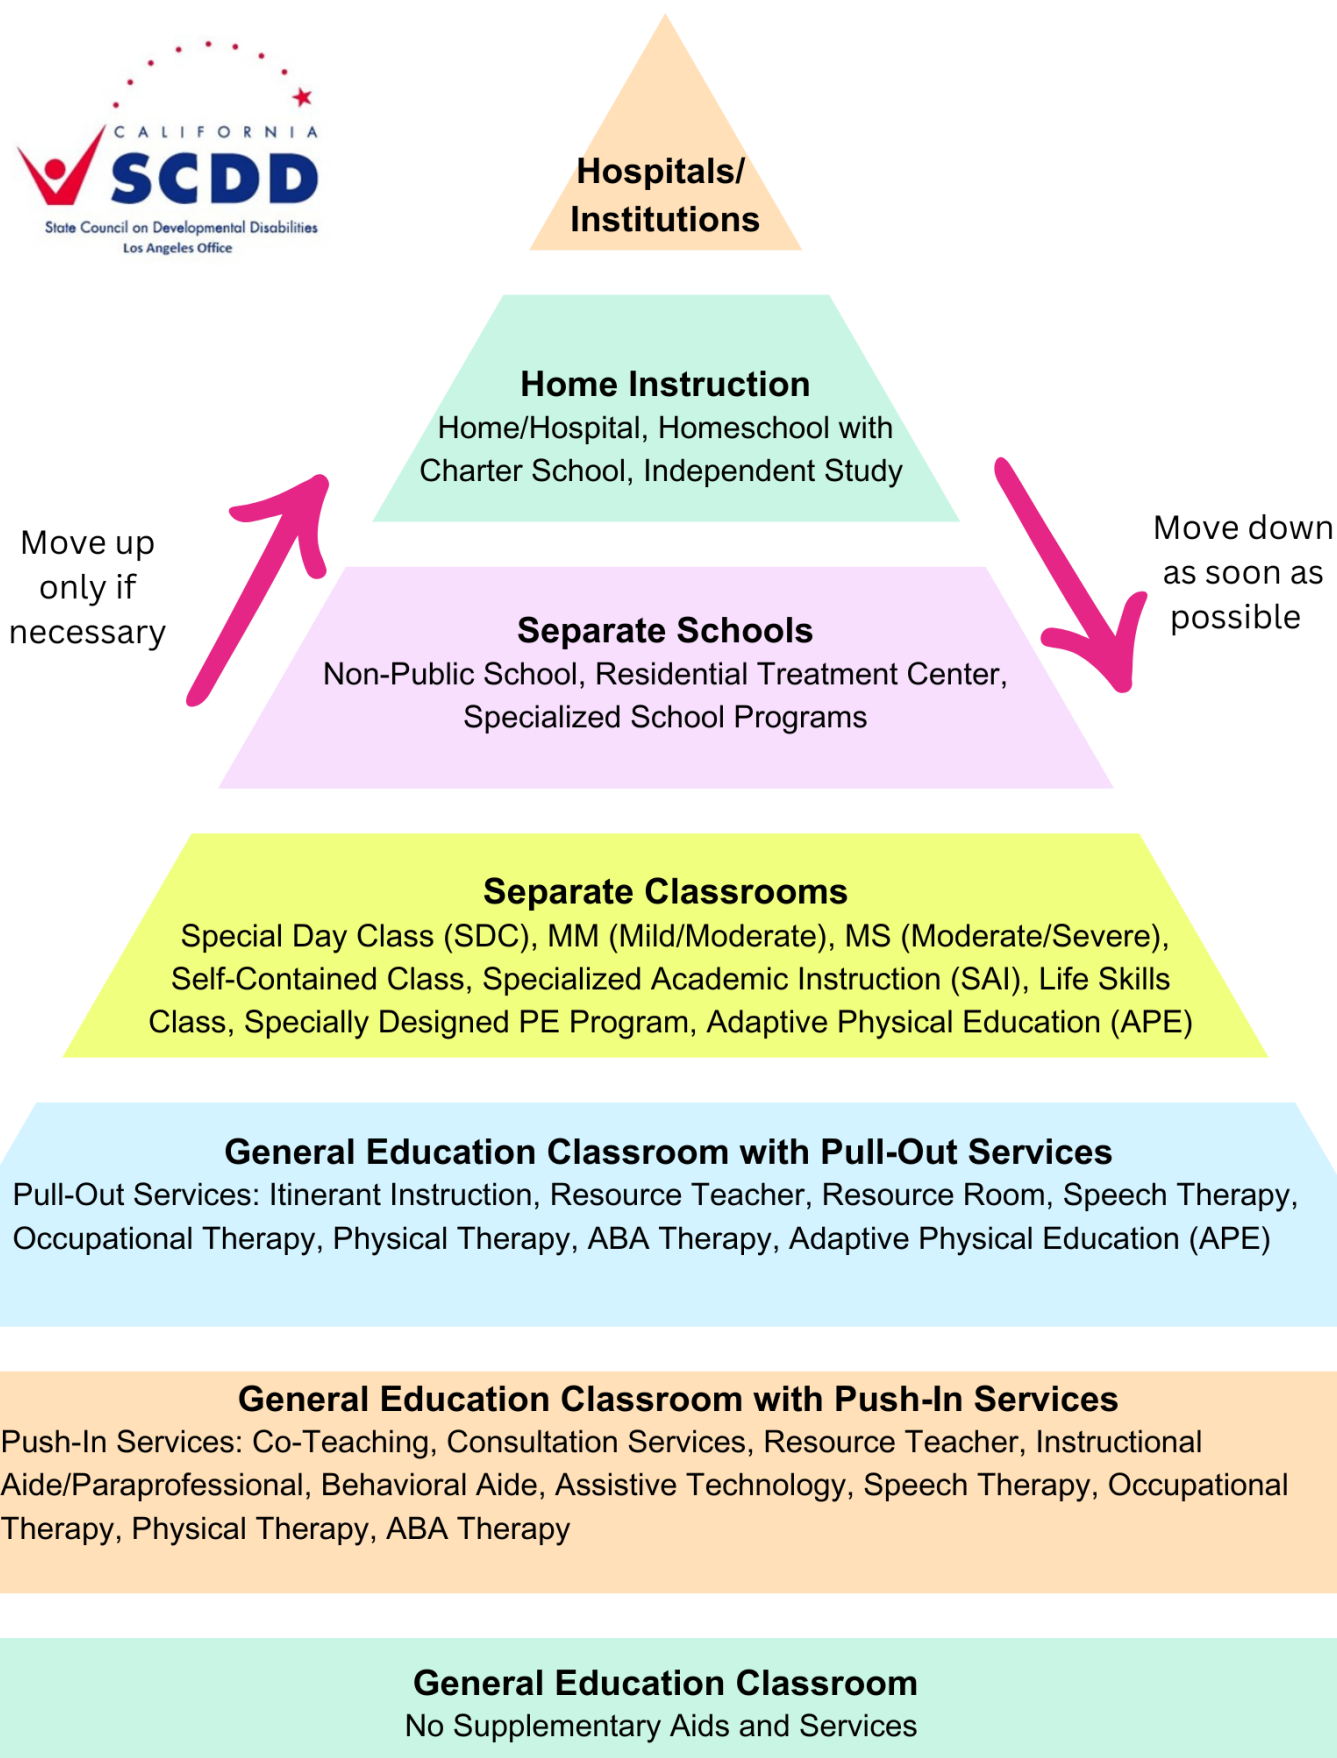 CALIFORNIA
SCDD
State Council on Developmental Disabilities
Los Angeles Office
Hospitals/
Institutions
Home Instruction
Home/Hospital, Homeschool with
Charter School, Independent Study
Move up
only if
necessary
Move down
as soon as
possible
Separate Schools
Non-Public School, Residential Treatment Center,
Specialized School Programs
Separate Classrooms
Special Day Class (SDC), MM (Mild/Moderate), MS (Moderate/Severe),
Self-Contained Class, Specialized Academic Instruction (SAI), Life Skills
Class, Specially Designed PE Program, Adaptive Physical Education (APE)
General Education Classroom with Pull-Out Services
Pull-Out Services: Itinerant Instruction, Resource Teacher, Resource Room, Speech Therapy,
Occupational Therapy, Physical Therapy, ABA Therapy, Adaptive Physical Education (APE)
General Education Classroom with Push-In Services
Push-In Services: Co-Teaching, Consultation Services, Resource Teacher, Instructional
Aide/Paraprofessional, Behavioral Aide, Assistive Technology, Speech Therapy, Occupational
Therapy, Physical Therapy, ABA Therapy
General Education Classroom
No Supplementary Aids and Services